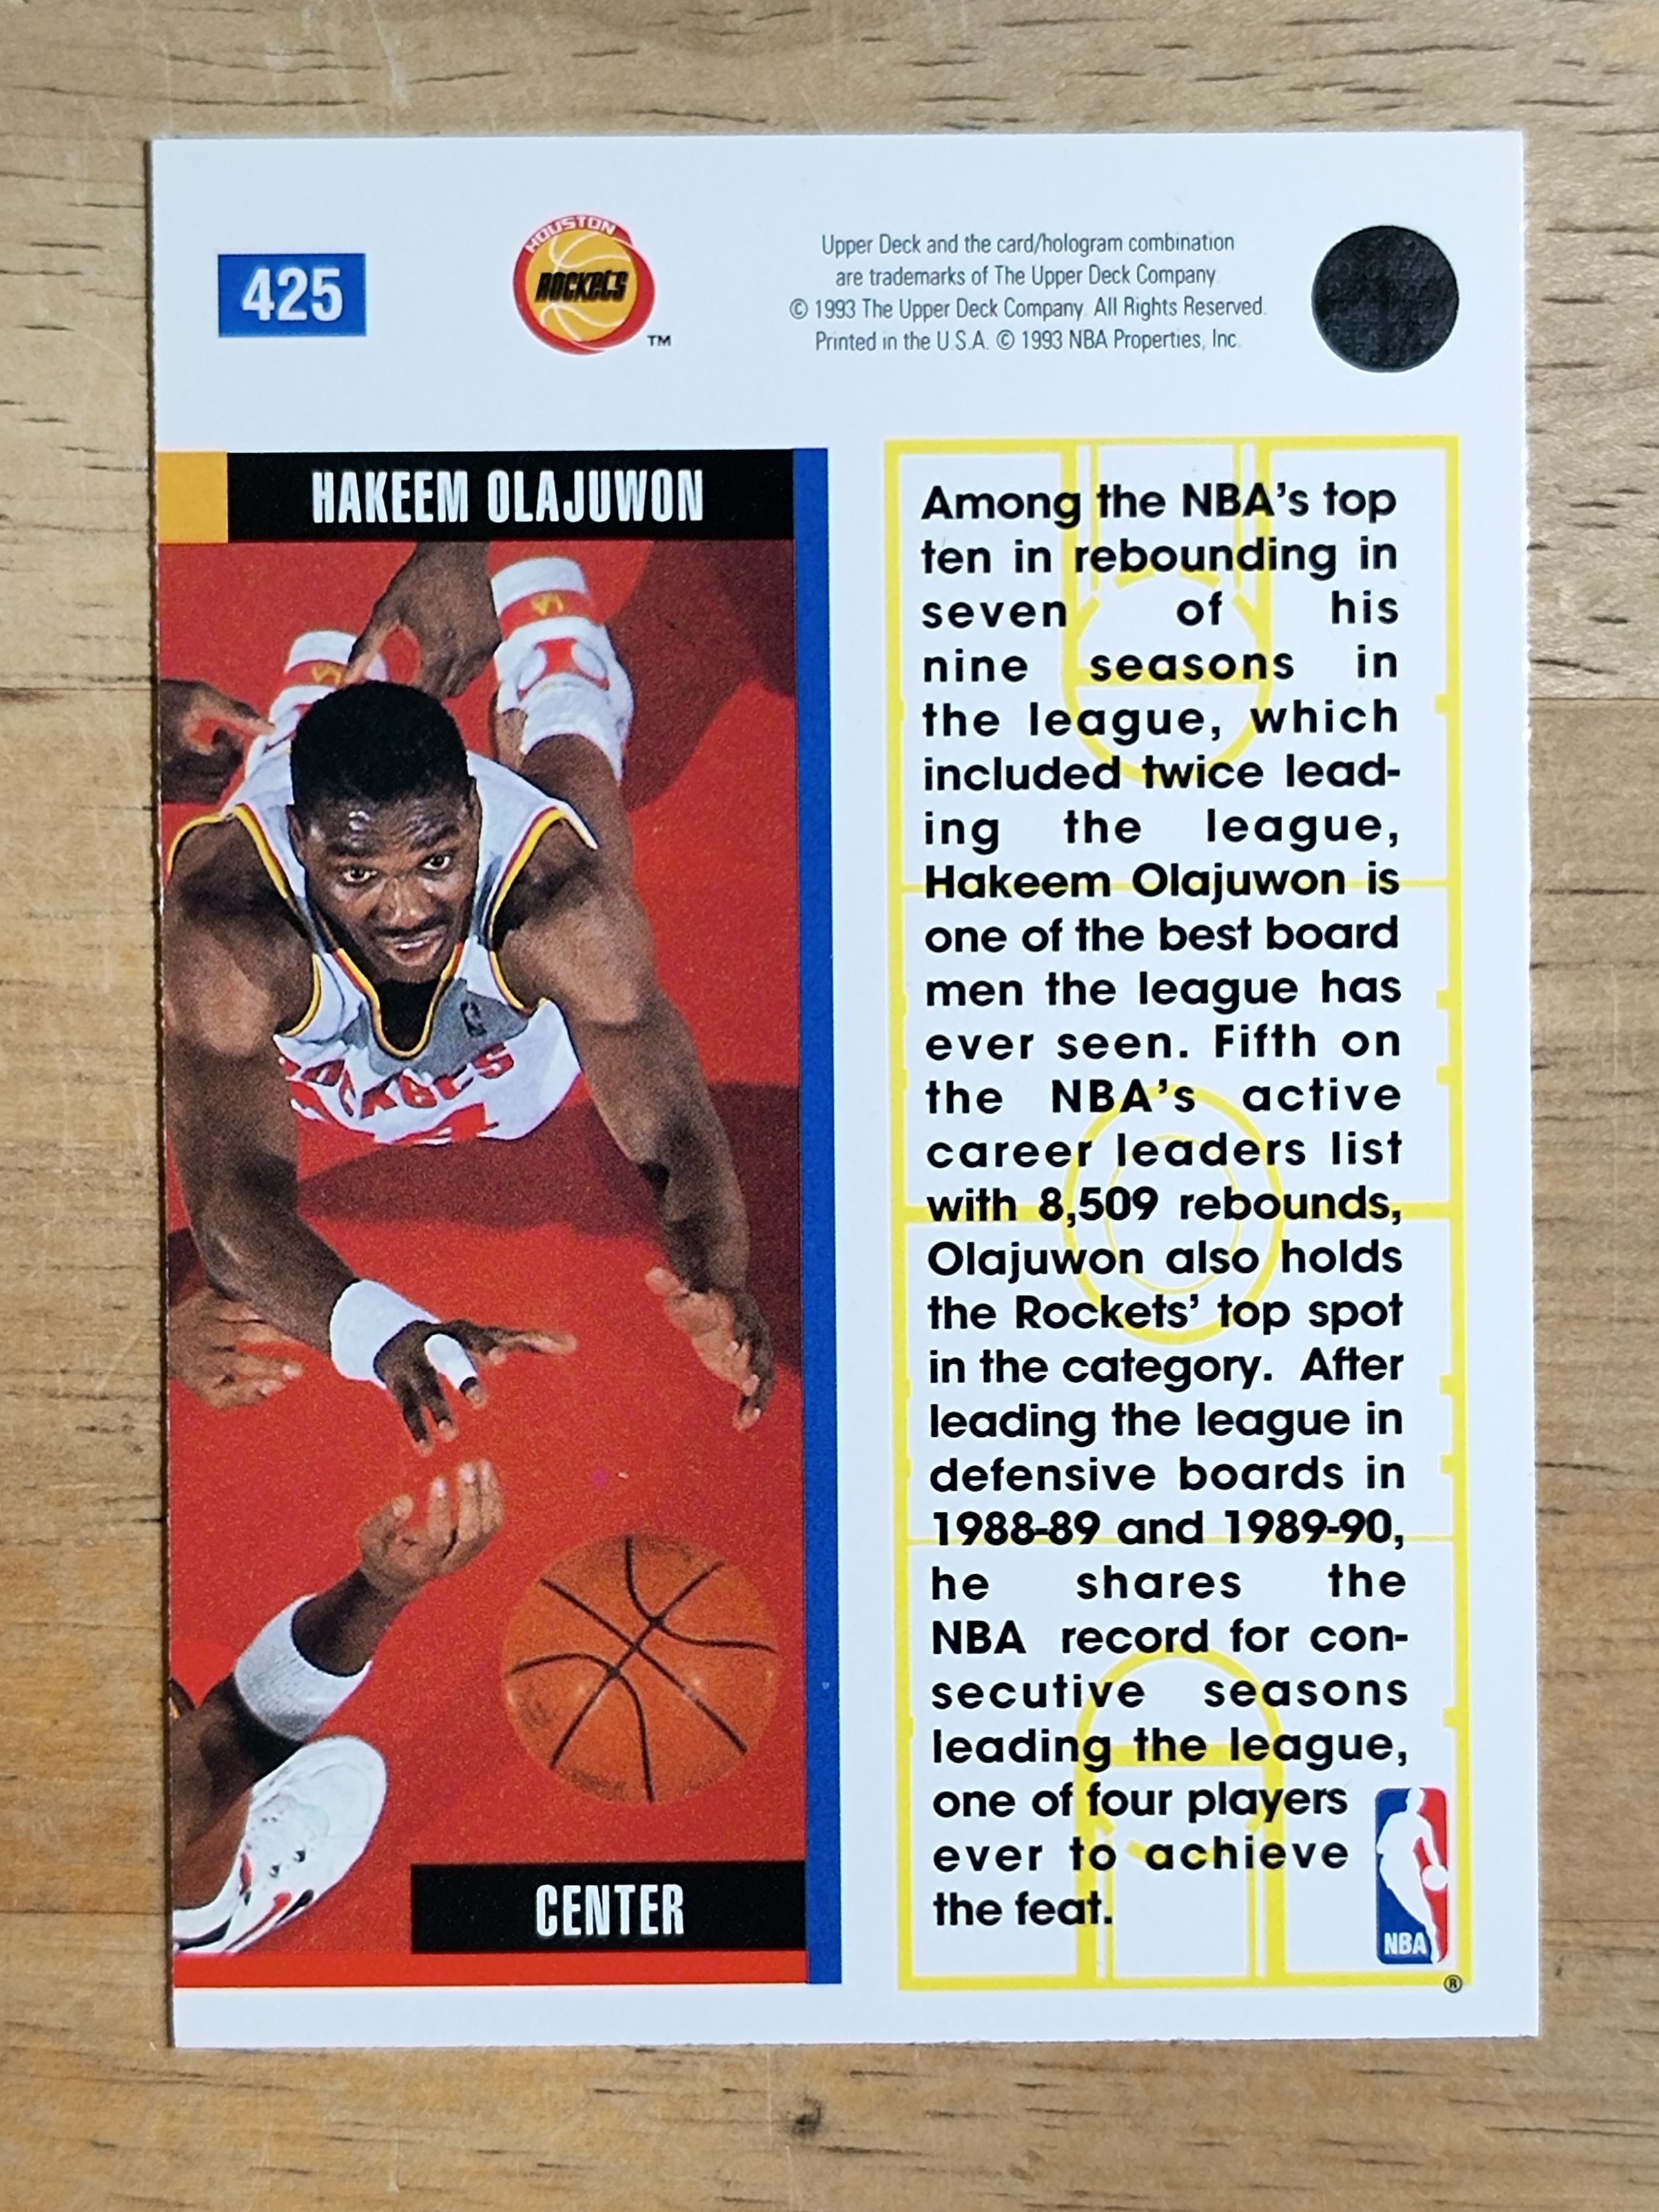 425
HOUSTON
ROCKETS
TM
Upper Deck and the card/hologram combination
are trademarks of The Upper Deck Company.
© 1993 The Upper Deck Company. All Rights Reserved.
Printed in the U.S.A. © 1993 NBA Properties, Inc.
HAKEEM OLAJUWON
ROCKETS
CENTER
Among the NBA's top
ten in rebounding in
seven of his
nine seasons in
the league, which
included twice lead-
ing the league,
Hakeem Olajuwon is
one of the best board
men the league has
ever seen. Fifth on
the NBA's active
career leaders list
with 8,509 rebounds,
Olajuwon also holds
the Rockets' top spot
in the category. After
leading the league in
defensive boards in
1988-89 and 1989-90,
he shares the
NBA record for con-
secutive seasons
leading the league,
one of four players
ever to achieve
the feat.
NBA
®